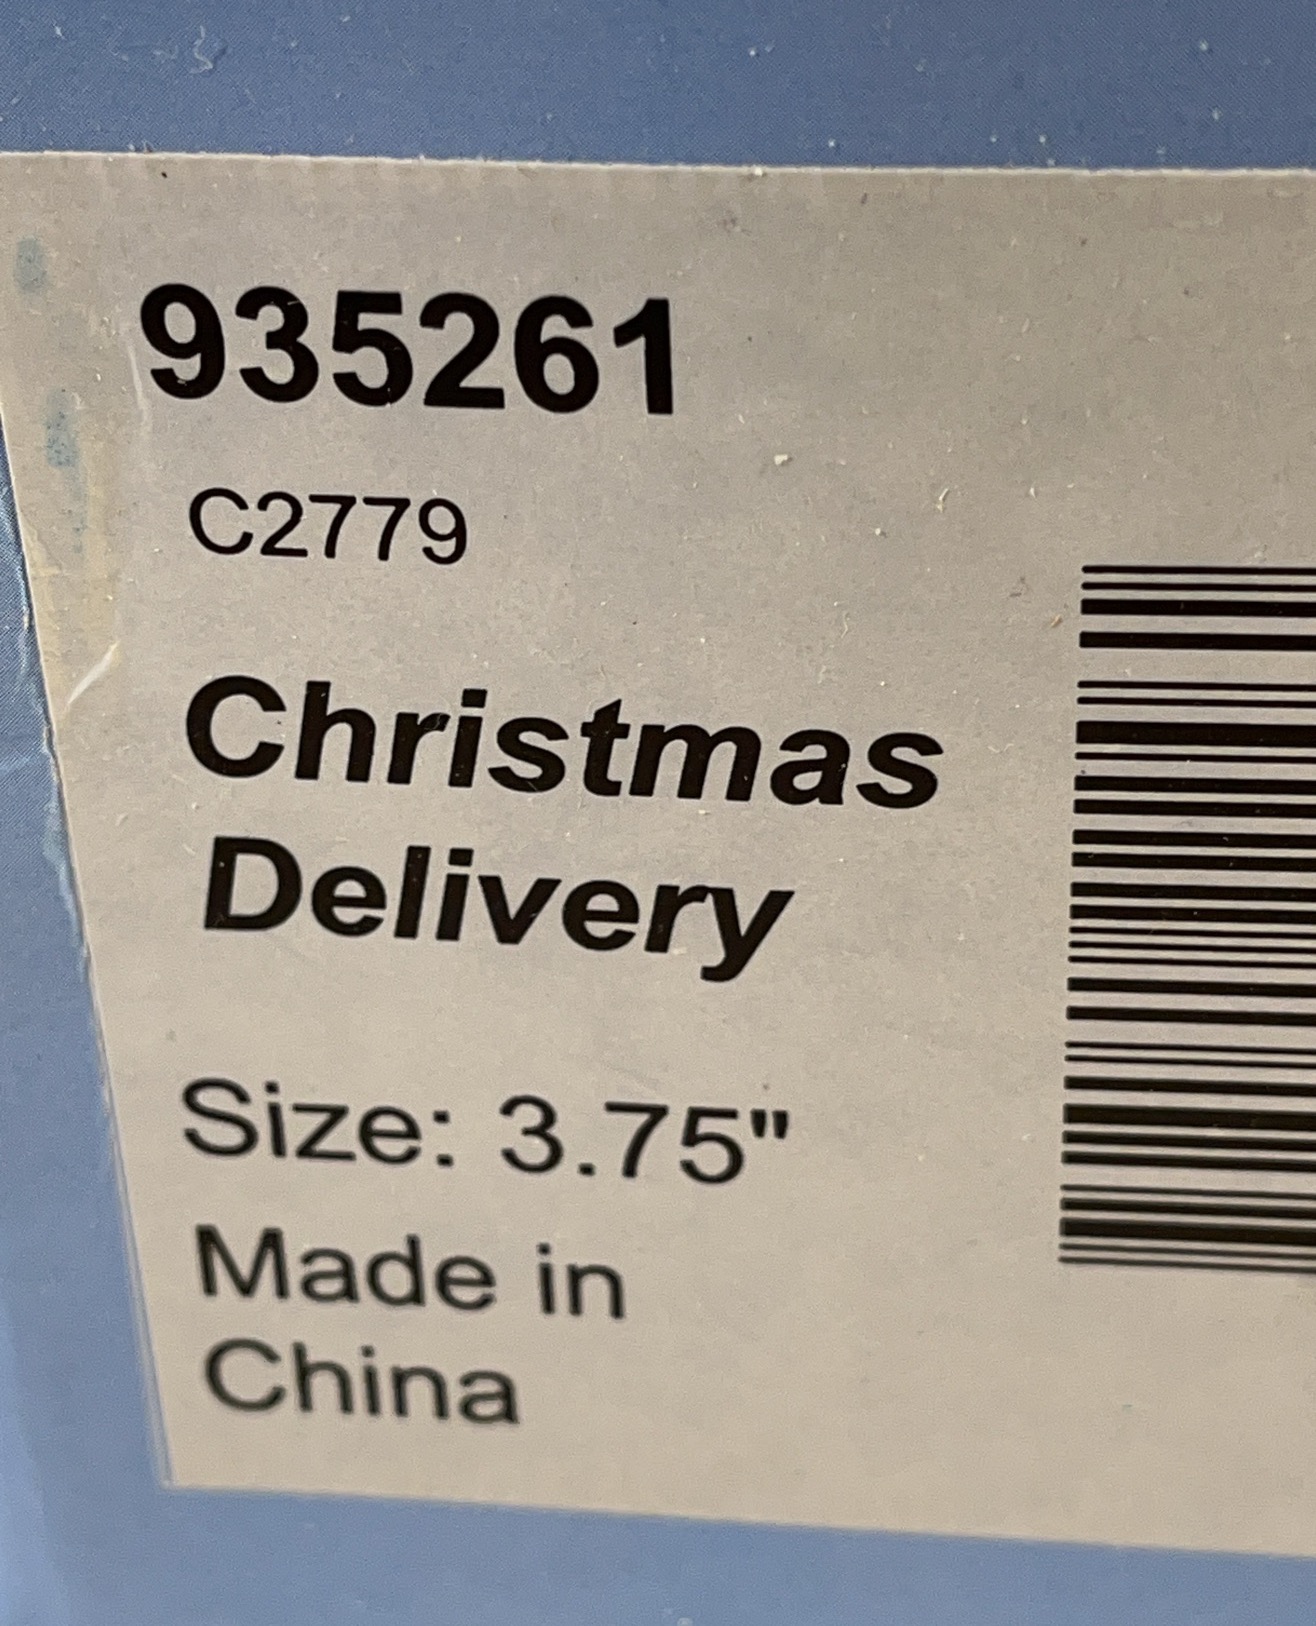 935261
C2779
Christmas
Delivery
Size: 3.75"
Made in
China